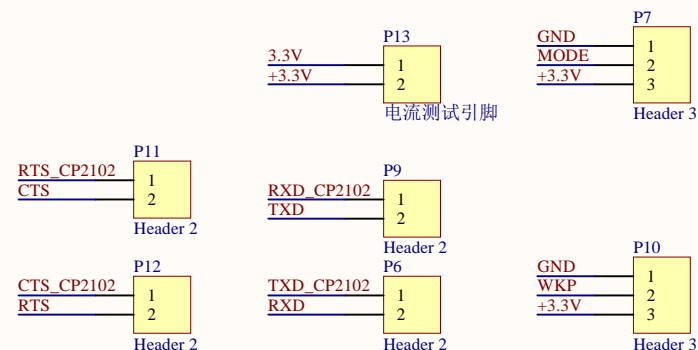 P7
GND 1
MODE 2
+3.3V 3
Header 3
P13
3.3V 1
+3.3V 2
电流测试引脚
P11
RTS_CP2102 1
CTS 2
Header 2
P9
RXD_CP2102 1
TXD 2
Header 2
P12
CTS_CP2102 1
RTS 2
Header 2
P6
TXD_CP2102 1
RXD 2
Header 2
P10
GND 1
WKP 2
+3.3V 3
Header 3